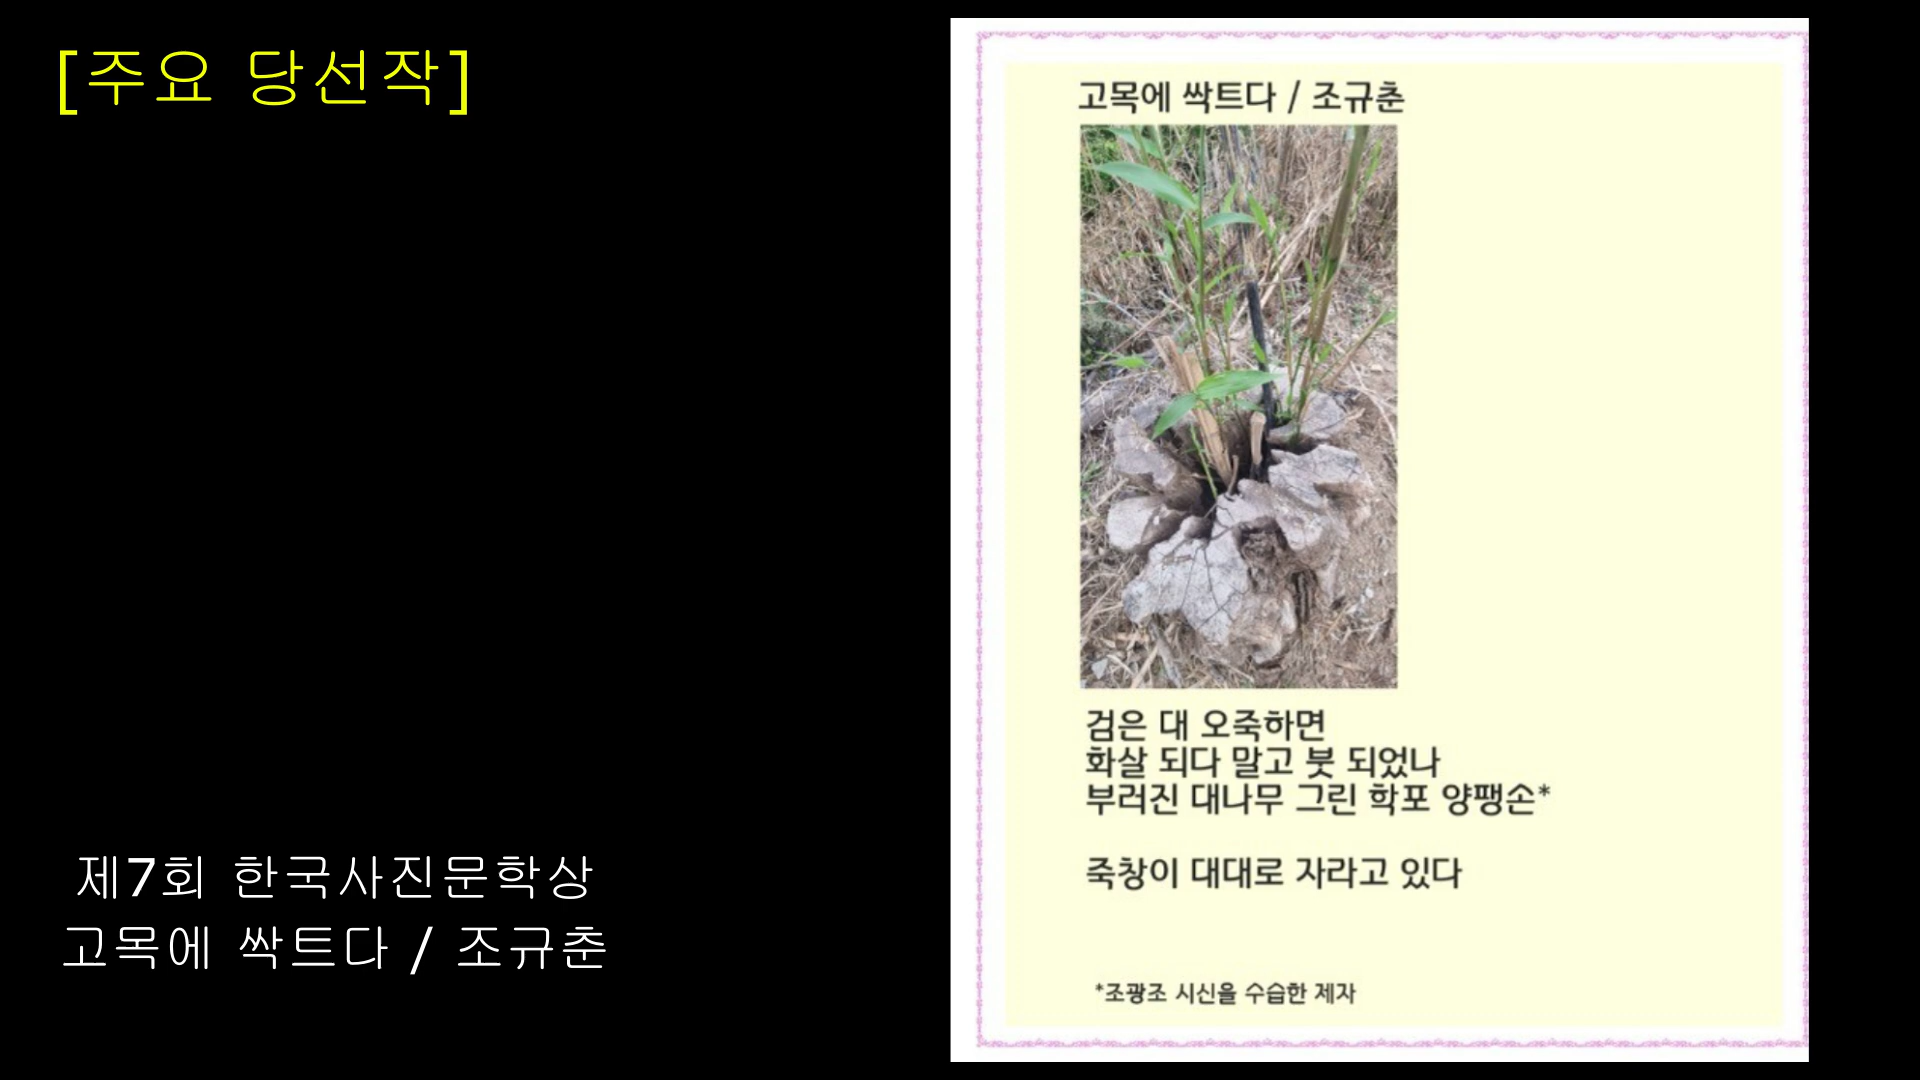 [주요 당선작]
제7회 한국사진문학상
고목에 싹트다 / 조규춘
고목에 싹트다 / 조규춘
검은 대 오죽하면
화살 되다 말고 붓 되었나
부러진 대나무 그린 학포 양팽손*
죽창이 대대로 자라고 있다
*조광조 시신을 수습한 제자